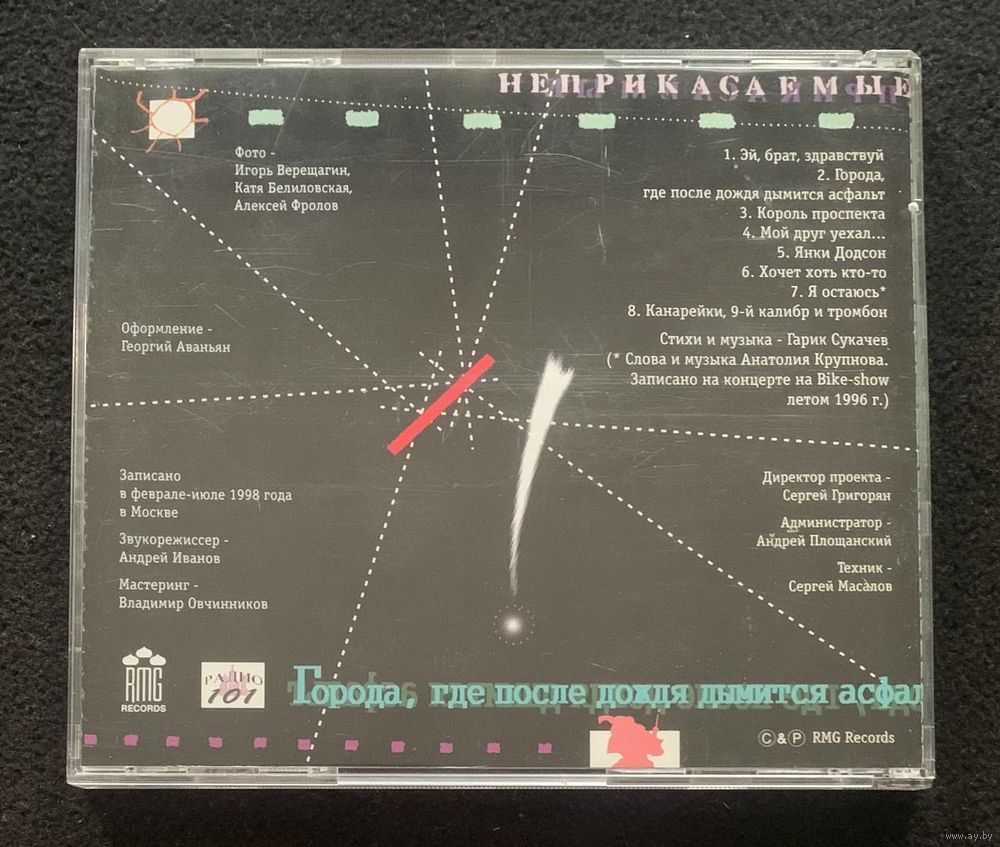 НЕПРИКАСАЕМЫЕ
Фото -
Игорь Верещагин,
Катя Белиловская,
Алексей Фролов
1. Эй, брат, здравствуй
2. Города,
где после дождя дымится асфальт
3. Король проспекта
4. Мой друг уехал...
5. Янки Додсон
6. Хочет хоть кто-то
7. Я остаюсь*
8. Канарейки, 9-й калибр и тромбон
Стихи и музыка - Гарик Сукачев
(* Слова и музыка Анатолия Крупнова.
Записано на концерте на Bike-show
летом 1996 г.)
Оформление -
Георгий Аваньян
Записано
в феврале-июле 1998 года
в Москве
Звукорежиссер -
Андрей Иванов
Мастеринг -
Владимир Овчинников
Директор проекта -
Сергей Григорян
Администратор -
Андрей Площанский
Техник -
Сергей Масалов
RMG
RECORDS
РАДИО
101
Города, где после дождя дымится асфал
©&℗ RMG Records
www.ay.by